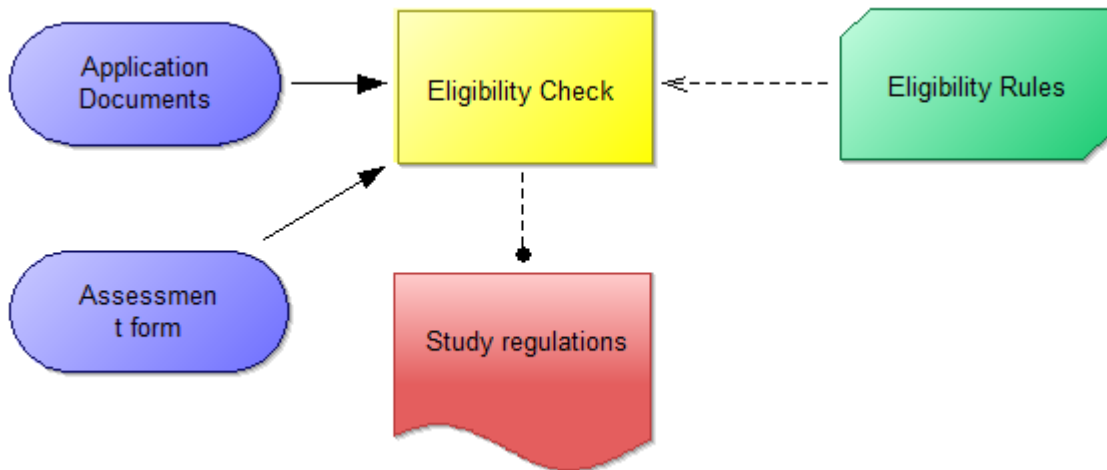 Application
Documents
Eligibility Check
Eligibility Rules
Assessmen
t form
Study regulations